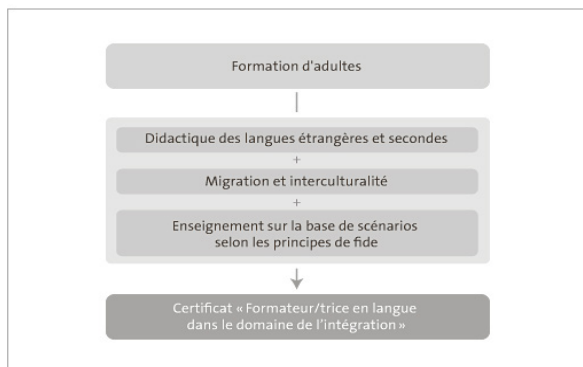 Formation d'adultes
Didactique des langues étrangères et secondes
+
Migration et interculturalité
+
Enseignement sur la base de scénarios
selon les principes de fide
Certificat « Formateur/trice en langue
dans le domaine de l'intégration »